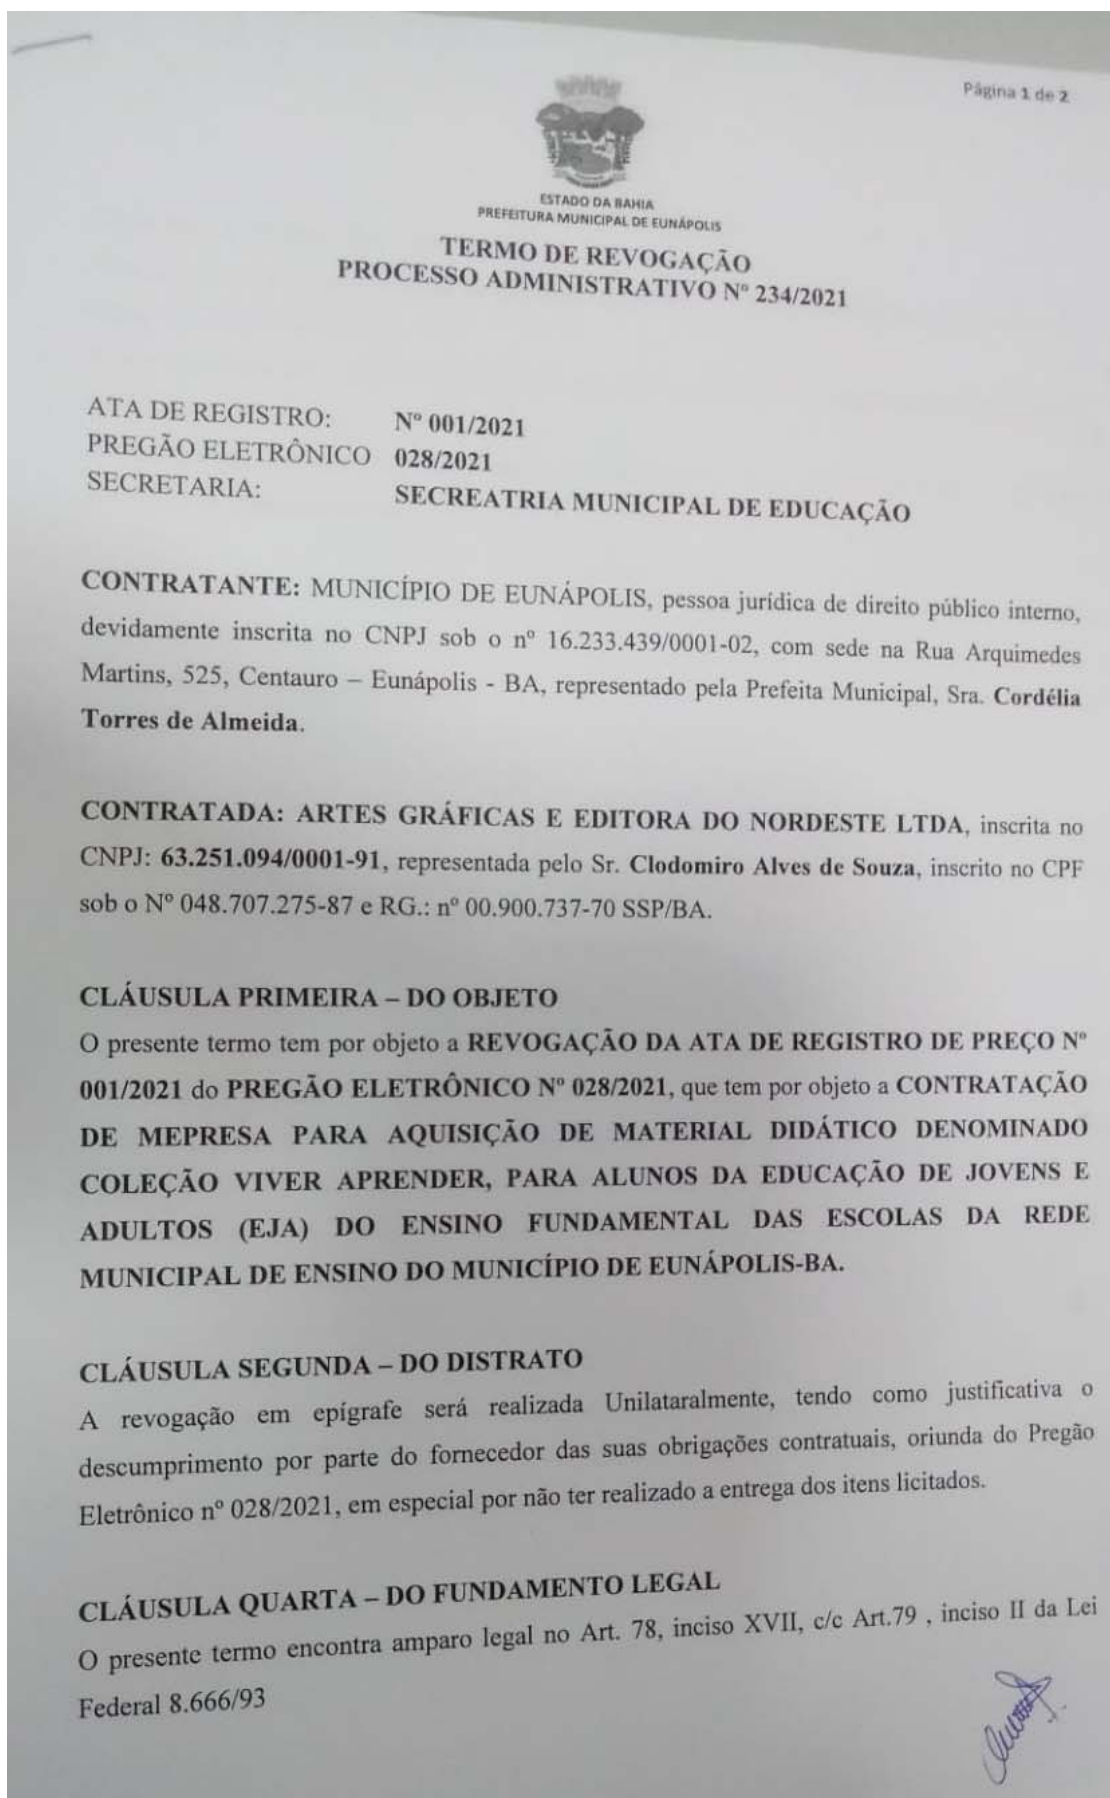 Página 1 de 2
ESTADO DA BAHIA
PREFEITURA MUNICIPAL DE EUNÁPOLIS
TERMO DE REVOGAÇÃO
PROCESSO ADMINISTRATIVO Nº 234/2021
ATA DE REGISTRO: Nº 001/2021
PREGÃO ELETRÔNICO 028/2021
SECRETARIA: SECREATRIA MUNICIPAL DE EDUCAÇÃO
CONTRATANTE: MUNICÍPIO DE EUNÁPOLIS, pessoa jurídica de direito público interno,
devidamente inscrita no CNPJ sob o nº 16.233.439/0001-02, com sede na Rua Arquimedes
Martins, 525, Centauro – Eunápolis - BA, representado pela Prefeita Municipal, Sra. Cordélia
Torres de Almeida.
CONTRATADA: ARTES GRÁFICAS E EDITORA DO NORDESTE LTDA, inscrita no
CNPJ: 63.251.094/0001-91, representada pelo Sr. Clodomiro Alves de Souza, inscrito no CPF
sob o Nº 048.707.275-87 e RG.: nº 00.900.737-70 SSP/BA.
CLÁUSULA PRIMEIRA – DO OBJETO
O presente termo tem por objeto a REVOGAÇÃO DA ATA DE REGISTRO DE PREÇO Nº
001/2021 do PREGÃO ELETRÔNICO Nº 028/2021, que tem por objeto a CONTRATAÇÃO
DE MEPRESA PARA AQUISIÇÃO DE MATERIAL DIDÁTICO DENOMINADO
COLEÇÃO VIVER APRENDER, PARA ALUNOS DA EDUCAÇÃO DE JOVENS E
ADULTOS (EJA) DO ENSINO FUNDAMENTAL DAS ESCOLAS DA REDE
MUNICIPAL DE ENSINO DO MUNICÍPIO DE EUNÁPOLIS-BA.
CLÁUSULA SEGUNDA – DO DISTRATO
A revogação em epígrafe será realizada Unilataralmente, tendo como justificativa o
descumprimento por parte do fornecedor das suas obrigações contratuais, oriunda do Pregão
Eletrônico nº 028/2021, em especial por não ter realizado a entrega dos itens licitados.
CLÁUSULA QUARTA – DO FUNDAMENTO LEGAL
O presente termo encontra amparo legal no Art. 78, inciso XVII, c/c Art.79 , inciso II da Lei
Federal 8.666/93